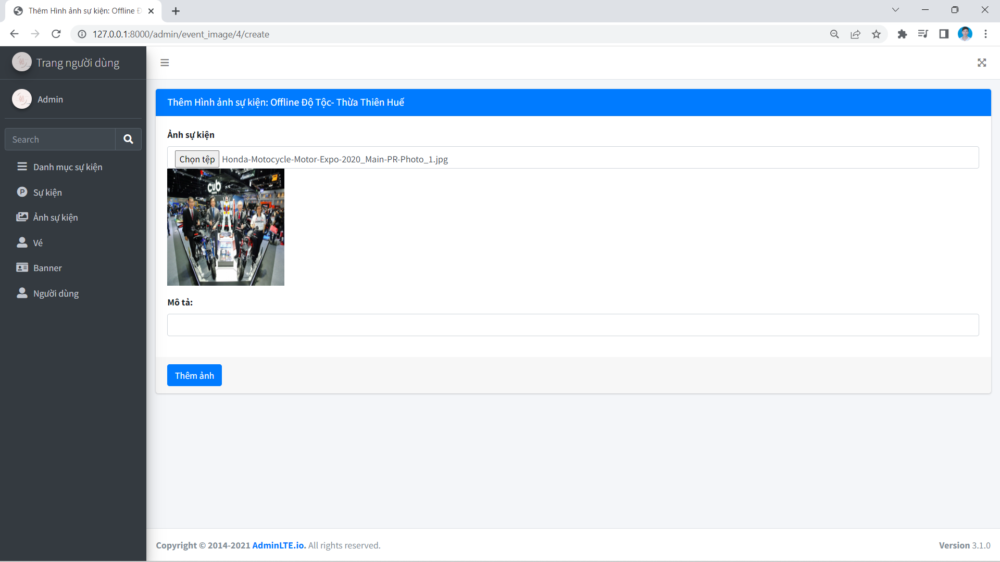 Thêm Hình ảnh sự kiện: Offline Đ
127.0.0.1:8000/admin/event_image/4/create
Trang người dùng
Admin
Search
Danh mục sự kiện
Sự kiện
Ảnh sự kiện
Vé
Banner
Người dùng
Thêm Hình ảnh sự kiện: Offline Độ Tộc- Thừa Thiên Huế
Ảnh sự kiện
Chọn tệp Honda-Motocycle-Motor-Expo-2020_Main-PR-Photo_1.jpg
CUB
HONDA
Mô tả:
Thêm ảnh
Copyright © 2014-2021 AdminLTE.io. All rights reserved.
Version 3.1.0